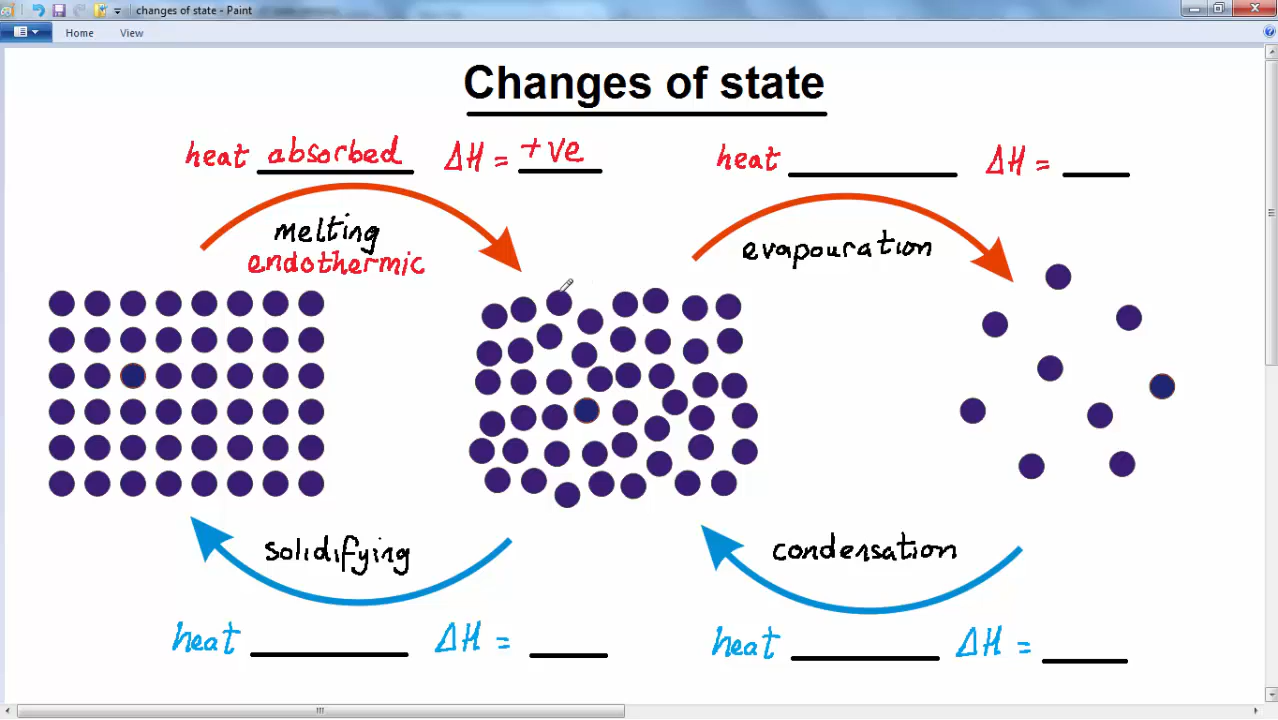 changes of state - Paint
Home View
Changes of state
heat absorbed ΔH = +ve heat ΔH =
melting
endothermic
evapouration
solidifying
condensation
heat ΔH = heat ΔH =